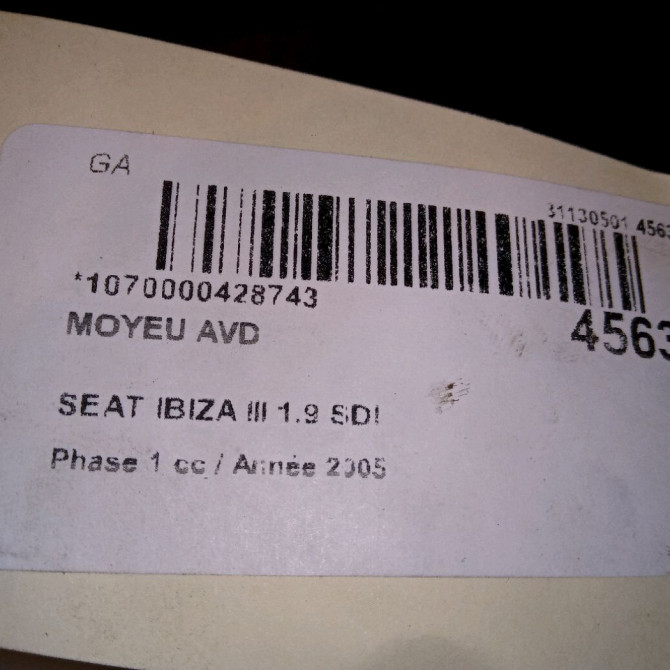 GA
31130501 4563
*1070000428743
MOYEU AVD
4563
SEAT IBIZA III 1.9 SDI
Phase 1 cc / Année 2005